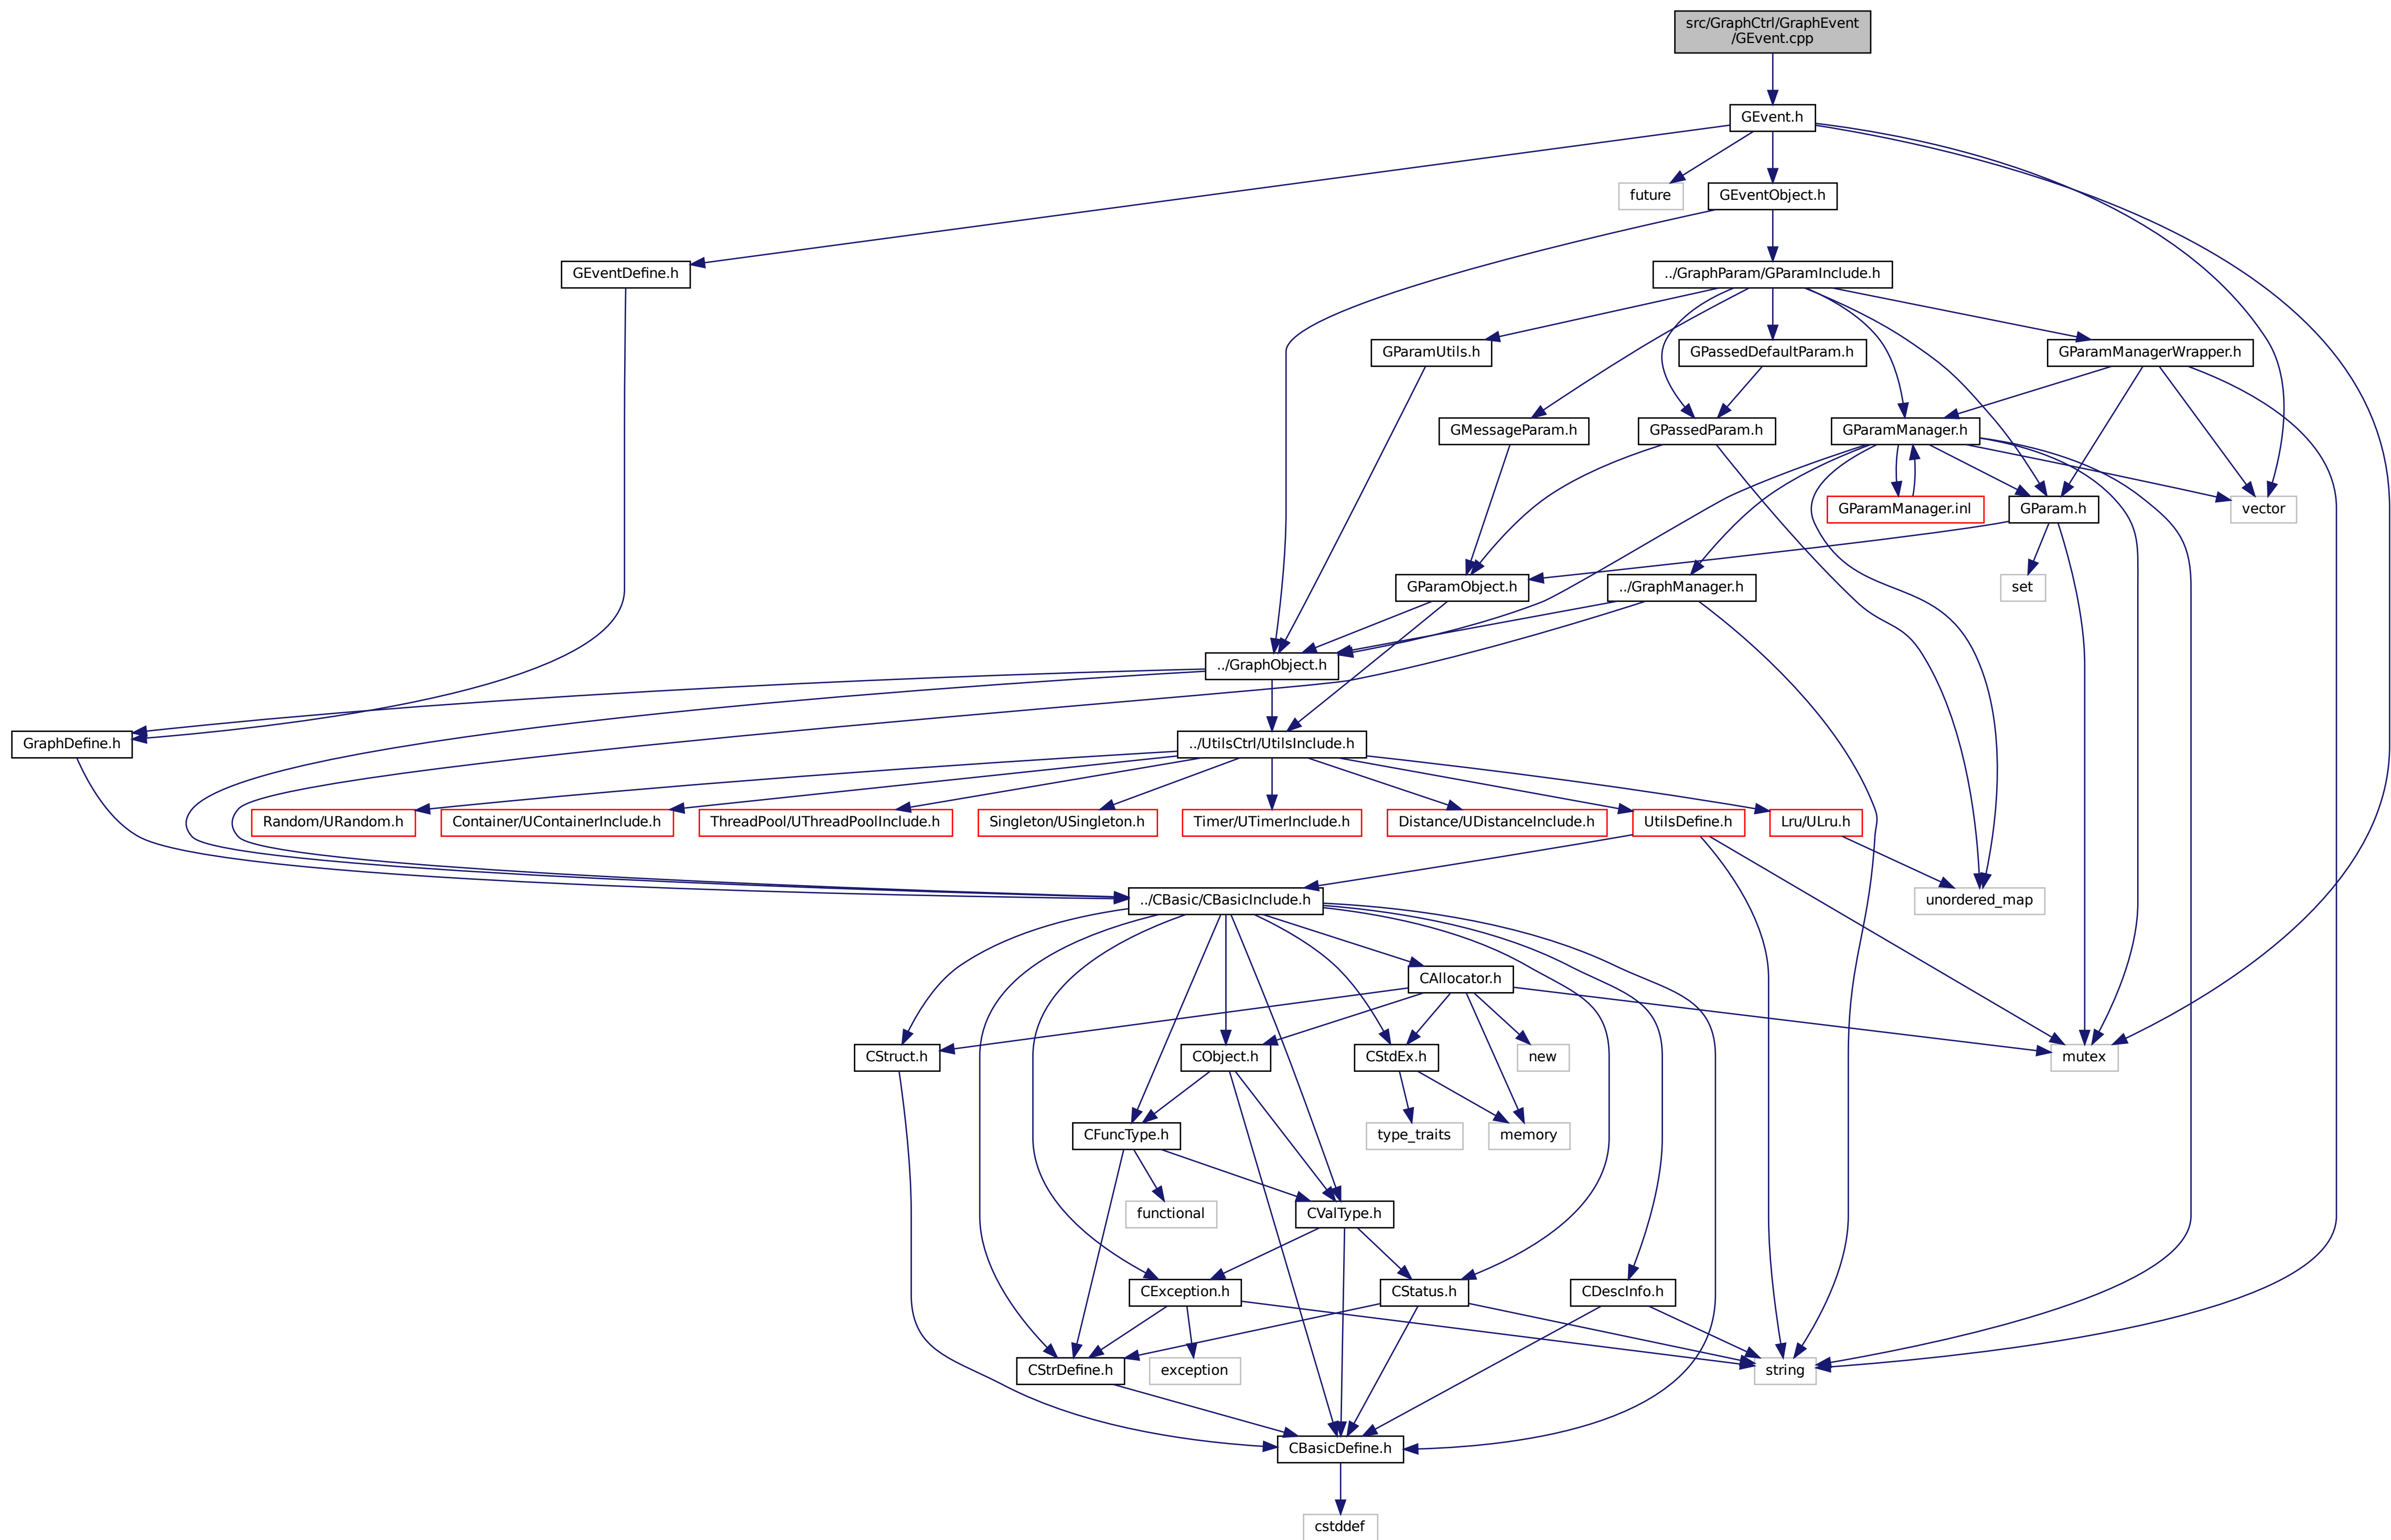 src/GraphCtrl/GraphEvent
/GEvent.cpp
GEvent.h
future
GEventObject.h
GEventDefine.h
../GraphParam/GParamInclude.h
GParamUtils.h
GPassedDefaultParam.h
GParamManagerWrapper.h
GMessageParam.h
GPassedParam.h
GParamManager.h
GParamManager.inl
GParam.h
vector
GParamObject.h
../GraphManager.h
set
../GraphObject.h
GraphDefine.h
../UtilsCtrl/UtilsInclude.h
Random/URandom.h
Container/UContainerInclude.h
ThreadPool/UThreadPoolInclude.h
Singleton/USingleton.h
Timer/UTimerInclude.h
Distance/UDistanceInclude.h
UtilsDefine.h
Lru/ULru.h
../CBasic/CBasicInclude.h
unordered_map
CAllocator.h
CStruct.h
CObject.h
CStdEx.h
new
mutex
CFuncType.h
type_traits
memory
functional
CValType.h
CException.h
CStatus.h
CDescInfo.h
CStrDefine.h
exception
string
CBasicDefine.h
cstddef